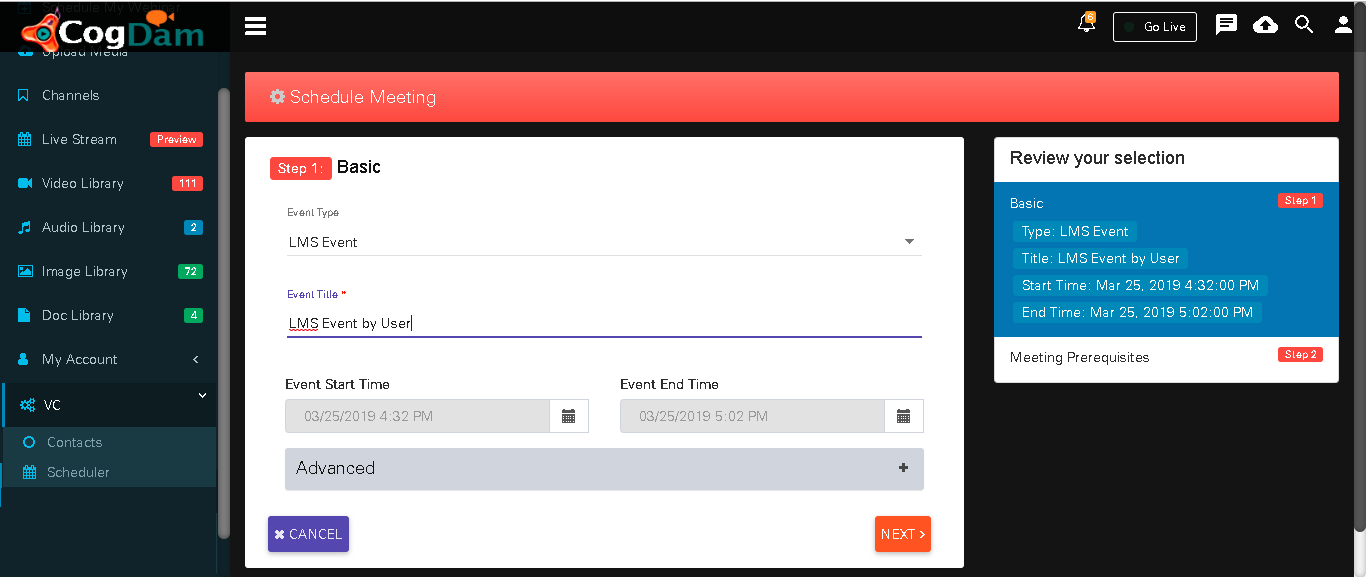 Schedule My Webinar
CogDam
6
Go Live
Upload Media
Channels
Live Stream Preview
Video Library 111
Audio Library 2
Image Library 72
Doc Library 4
My Account
VC
Contacts
Scheduler
Schedule Meeting
Step 1: Basic
Event Type
LMS Event
Event Title *
LMS Event by User
Event Start Time Event End Time
03/25/2019 4:32 PM 03/25/2019 5:02 PM
Advanced
CANCEL NEXT
Review your selection
Basic Step 1
Type: LMS Event
Title: LMS Event by User
Start Time: Mar 25, 2019 4:32:00 PM
End Time: Mar 25, 2019 5:02:00 PM
Meeting Prerequisites Step 2